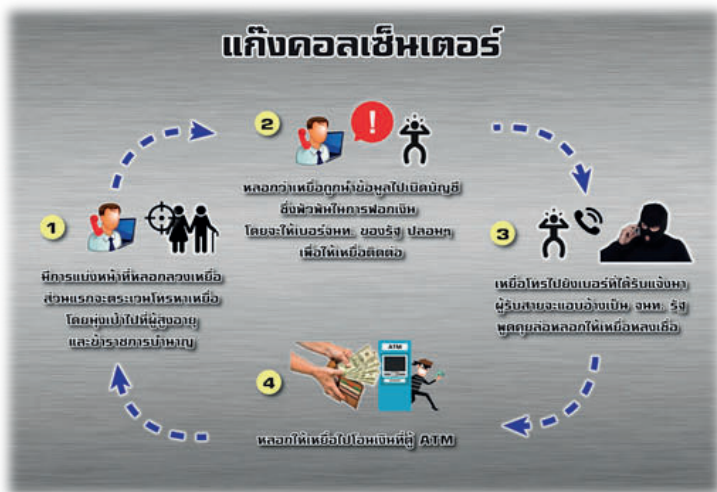 แก๊งคอลเซ็นเตอร์
1
มีการแบ่งหน้าที่หลอกลวงเหยื่อ
ส่วนแรกจะตระเวนโทรหาเหยื่อ
โดยมุ่งเป้าไปที่ผู้สูงอายุ
และข้าราชการบำนาญ
2
หลอกว่าเหยื่อถูกนำข้อมูลไปเปิดบัญชี
ซึ่งพัวพันในการฟอกเงิน
โดยจะให้เบอร์จนท. ของรัฐ ปลอมๆ
เพื่อให้เหยื่อติดต่อ
3
เหยื่อโทรไปยังเบอร์ที่ได้รับแจ้งมา
ผู้รับสายจะแอบอ้างเป็น จนท. รัฐ
พูดคุยล่อหลอกให้เหยื่อหลงเชื่อ
4
ATM
หลอกให้เหยื่อไปโอนเงินที่ตู้ ATM